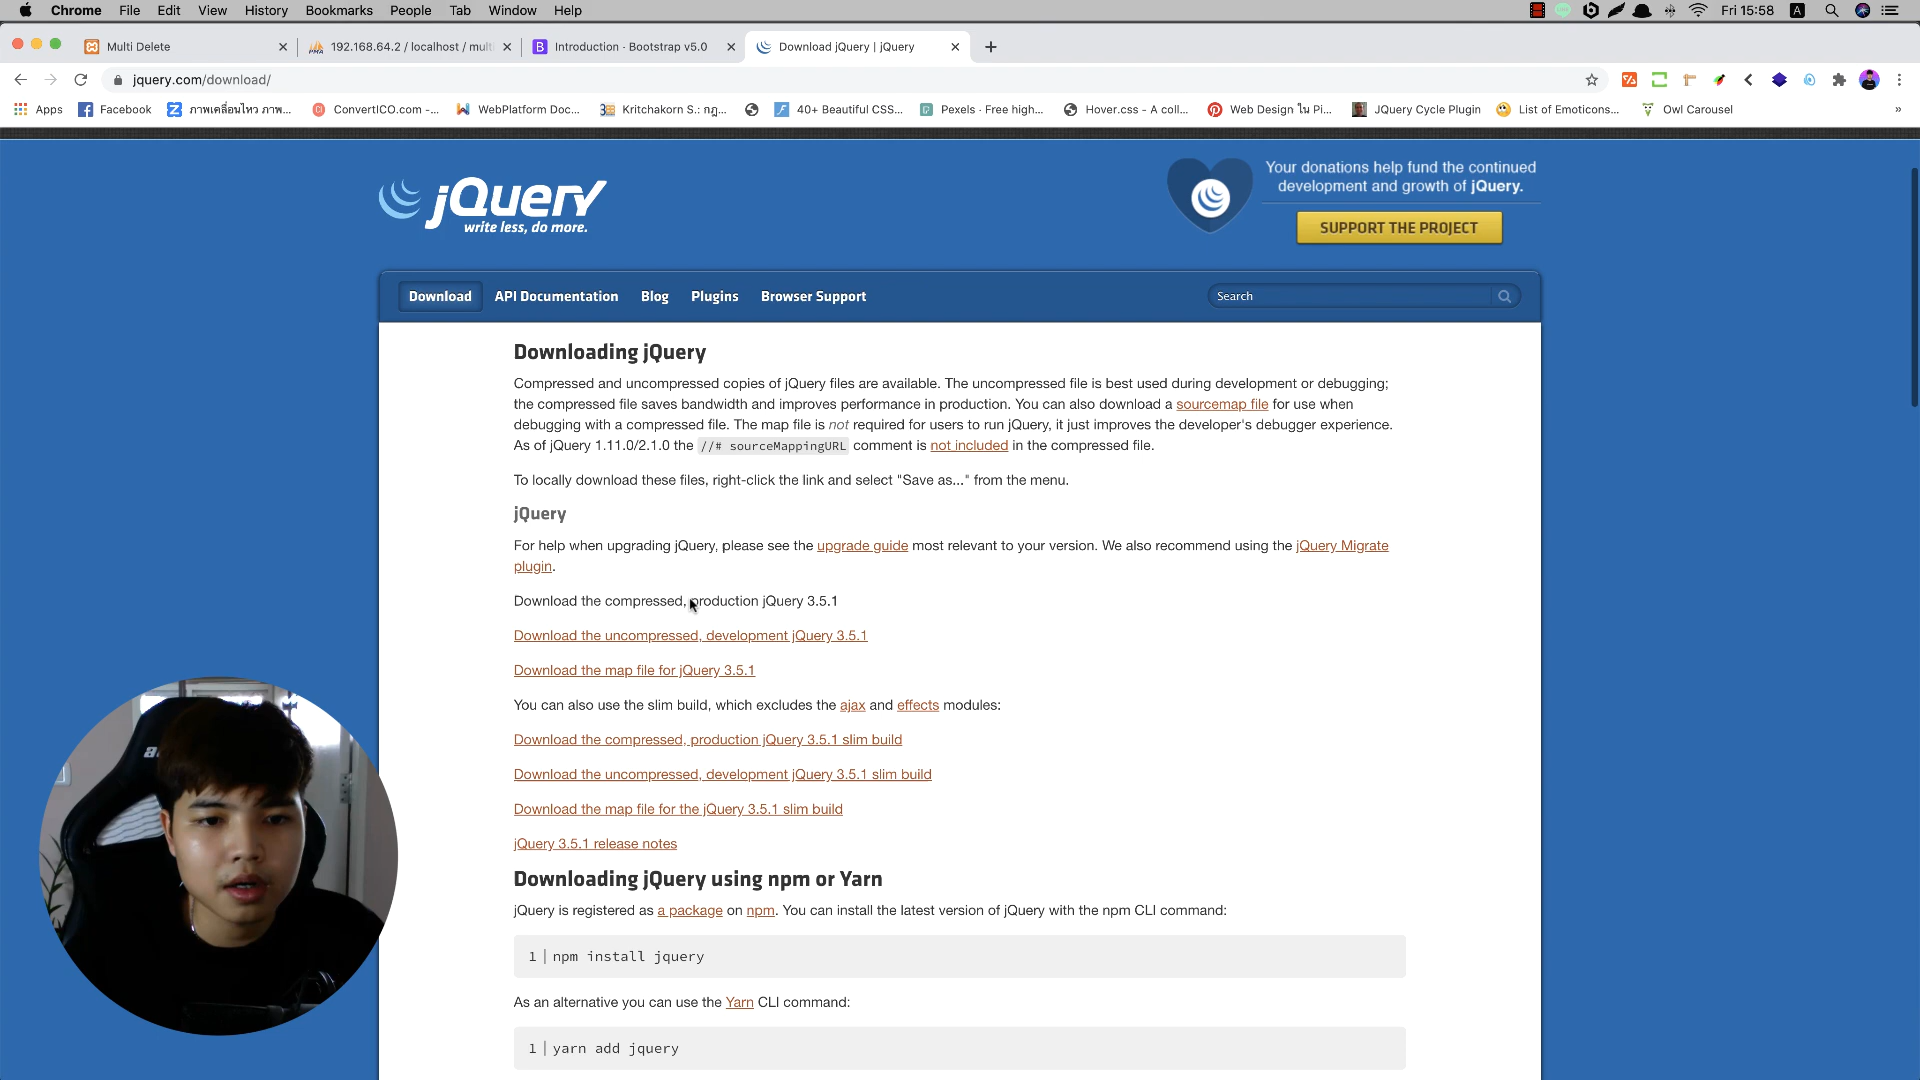 Chrome File Edit View History Bookmarks People Tab Window Help
Fri 15:58
Multi Delete
192.168.64.2 / localhost / multi
Introduction · Bootstrap v5.0
Download jQuery | jQuery
jquery.com/download/
Apps Facebook ภาพเคลื่อนไหว ภาพ... ConvertICO.com -... WebPlatform Doc... Kritchakorn S.: กฎ... 40+ Beautiful CSS... Pexels · Free high... Hover.css - A coll... Web Design ใน Pi... JQuery Cycle Plugin List of Emoticons... Owl Carousel »
jQuery
write less, do more.
Your donations help fund the continued
development and growth of jQuery.
SUPPORT THE PROJECT
Download API Documentation Blog Plugins Browser Support Search
Downloading jQuery
Compressed and uncompressed copies of jQuery files are available. The uncompressed file is best used during development or debugging;
the compressed file saves bandwidth and improves performance in production. You can also download a sourcemap file for use when
debugging with a compressed file. The map file is not required for users to run jQuery, it just improves the developer's debugger experience.
As of jQuery 1.11.0/2.1.0 the //# sourceMappingURL comment is not included in the compressed file.
To locally download these files, right-click the link and select "Save as..." from the menu.
jQuery
For help when upgrading jQuery, please see the upgrade guide most relevant to your version. We also recommend using the jQuery Migrate
plugin.
Download the compressed, production jQuery 3.5.1
Download the uncompressed, development jQuery 3.5.1
Download the map file for jQuery 3.5.1
You can also use the slim build, which excludes the ajax and effects modules:
Download the compressed, production jQuery 3.5.1 slim build
Download the uncompressed, development jQuery 3.5.1 slim build
Download the map file for the jQuery 3.5.1 slim build
jQuery 3.5.1 release notes
Downloading jQuery using npm or Yarn
jQuery is registered as a package on npm. You can install the latest version of jQuery with the npm CLI command:
1 npm install jquery
As an alternative you can use the Yarn CLI command:
1 yarn add jquery